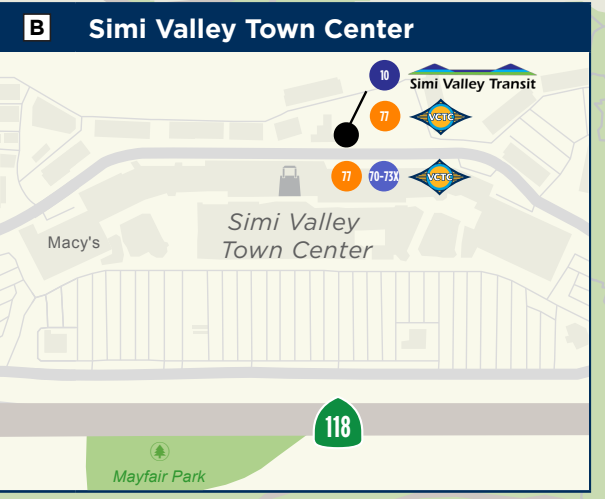 B Simi Valley Town Center
10 Simi Valley Transit
77 VCTC
77 70-73X VCTC
Simi Valley
Town Center
Macy's
118
Mayfair Park